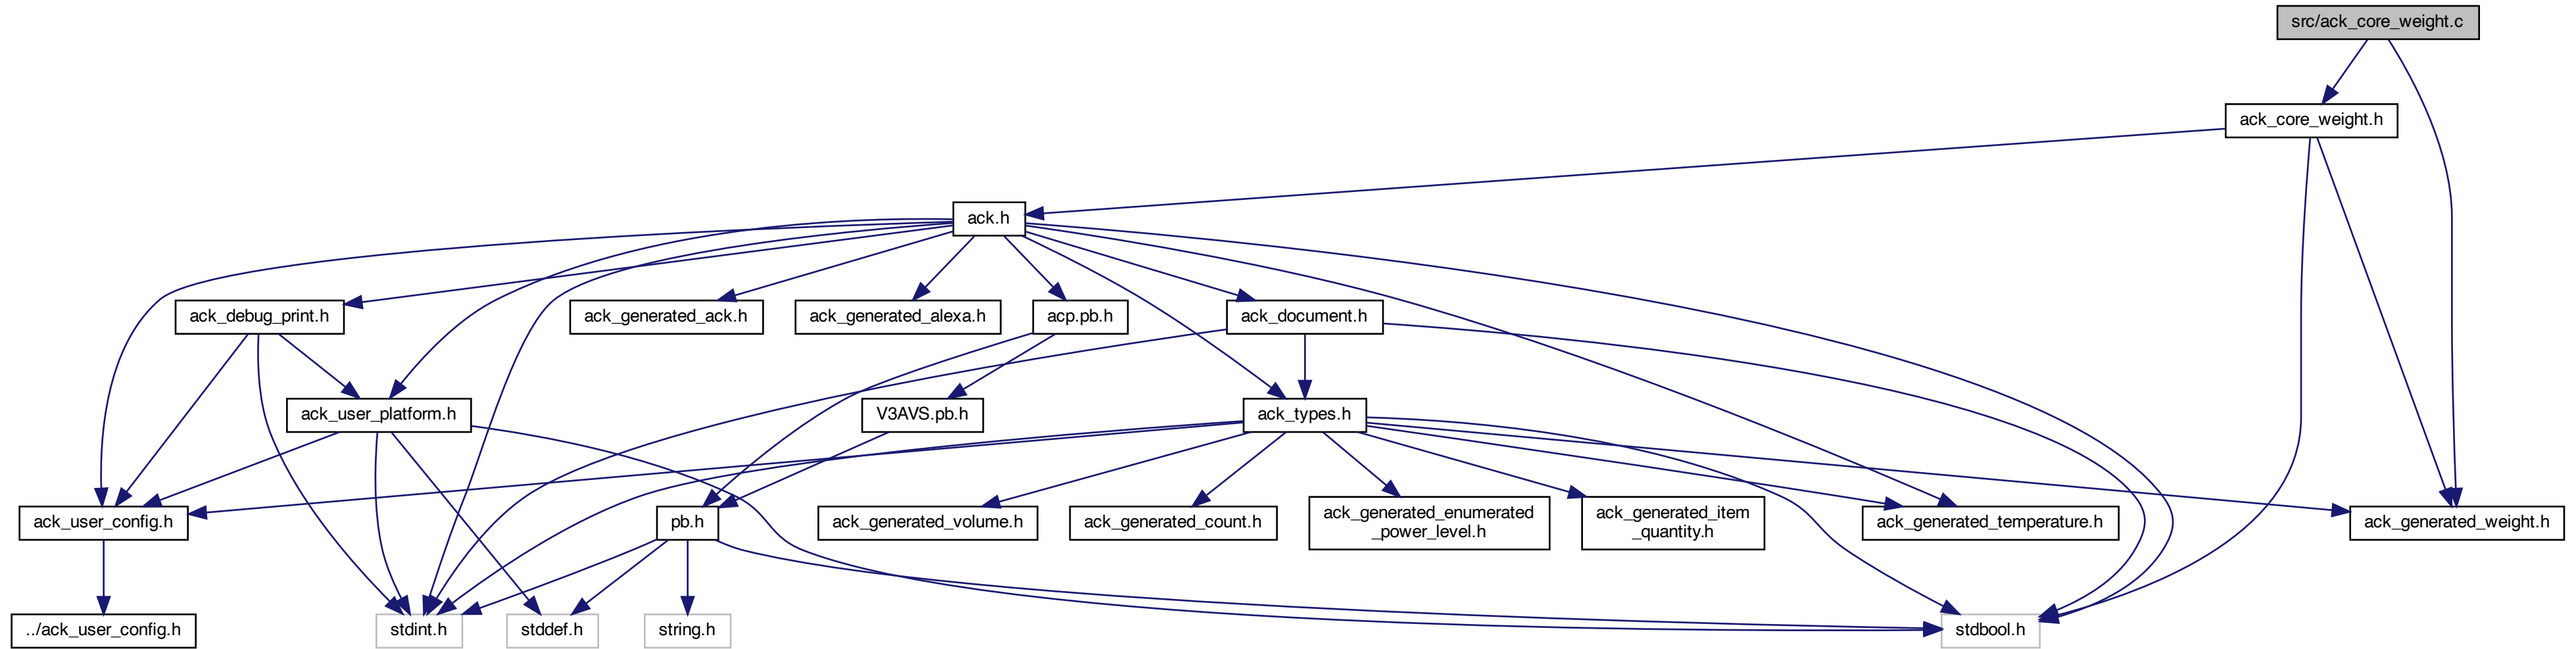 src/ack_core_weight.c
ack_core_weight.h
ack.h
ack_debug_print.h
ack_generated_ack.h
ack_generated_alexa.h
acp.pb.h
ack_document.h
ack_user_platform.h
V3AVS.pb.h
ack_types.h
ack_user_config.h
pb.h
ack_generated_volume.h
ack_generated_count.h
ack_generated_enumerated
_power_level.h
ack_generated_item
_quantity.h
ack_generated_temperature.h
ack_generated_weight.h
../ack_user_config.h
stdint.h
stddef.h
string.h
stdbool.h